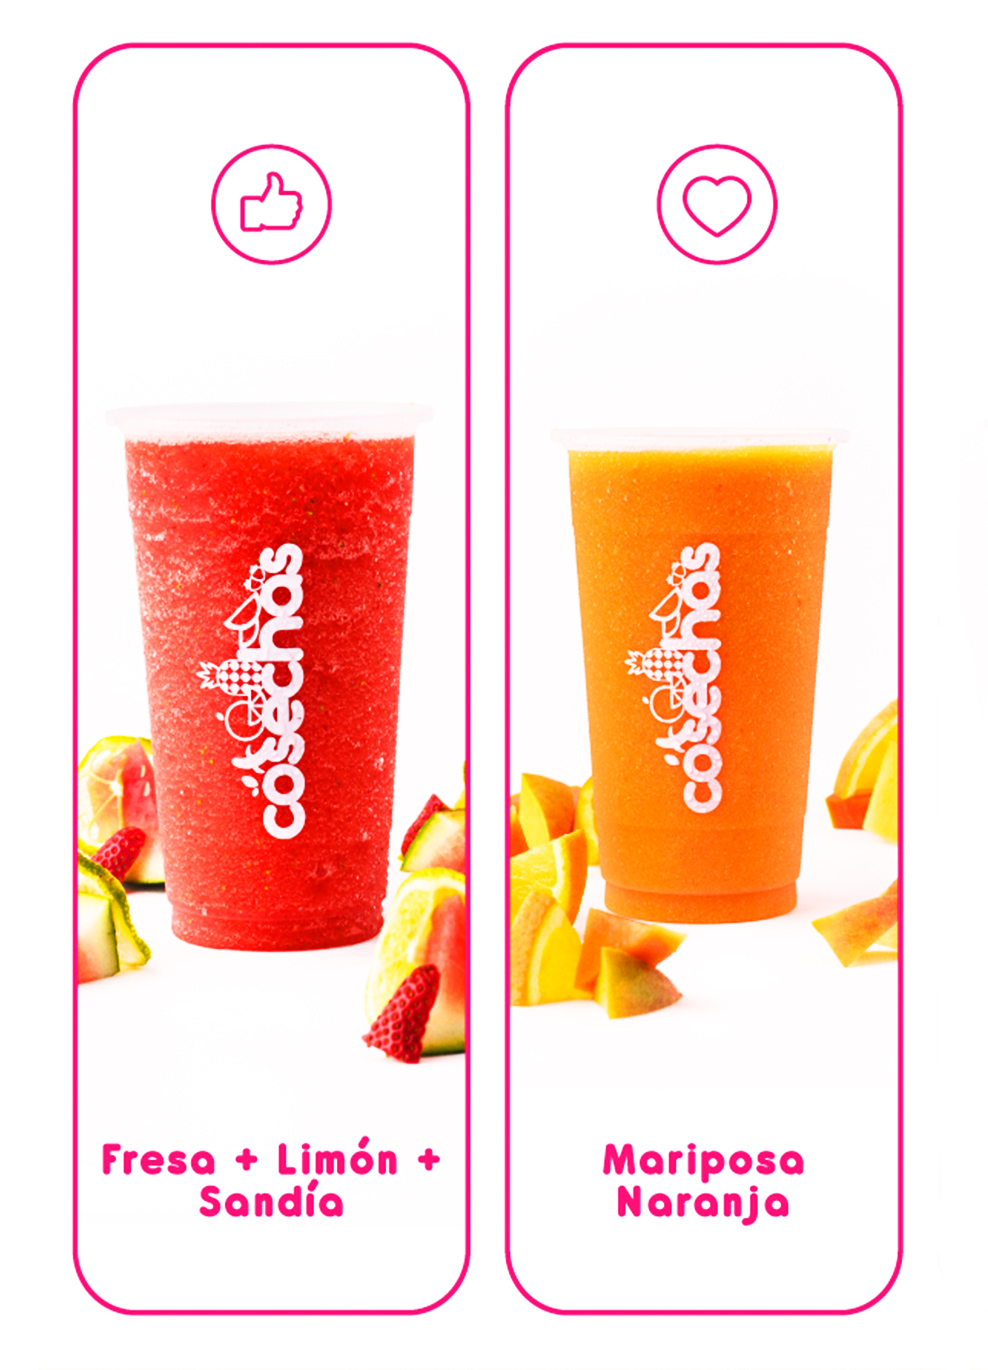 cosechas
Fresa + Limón +
Sandía
cosechas
Mariposa
Naranja